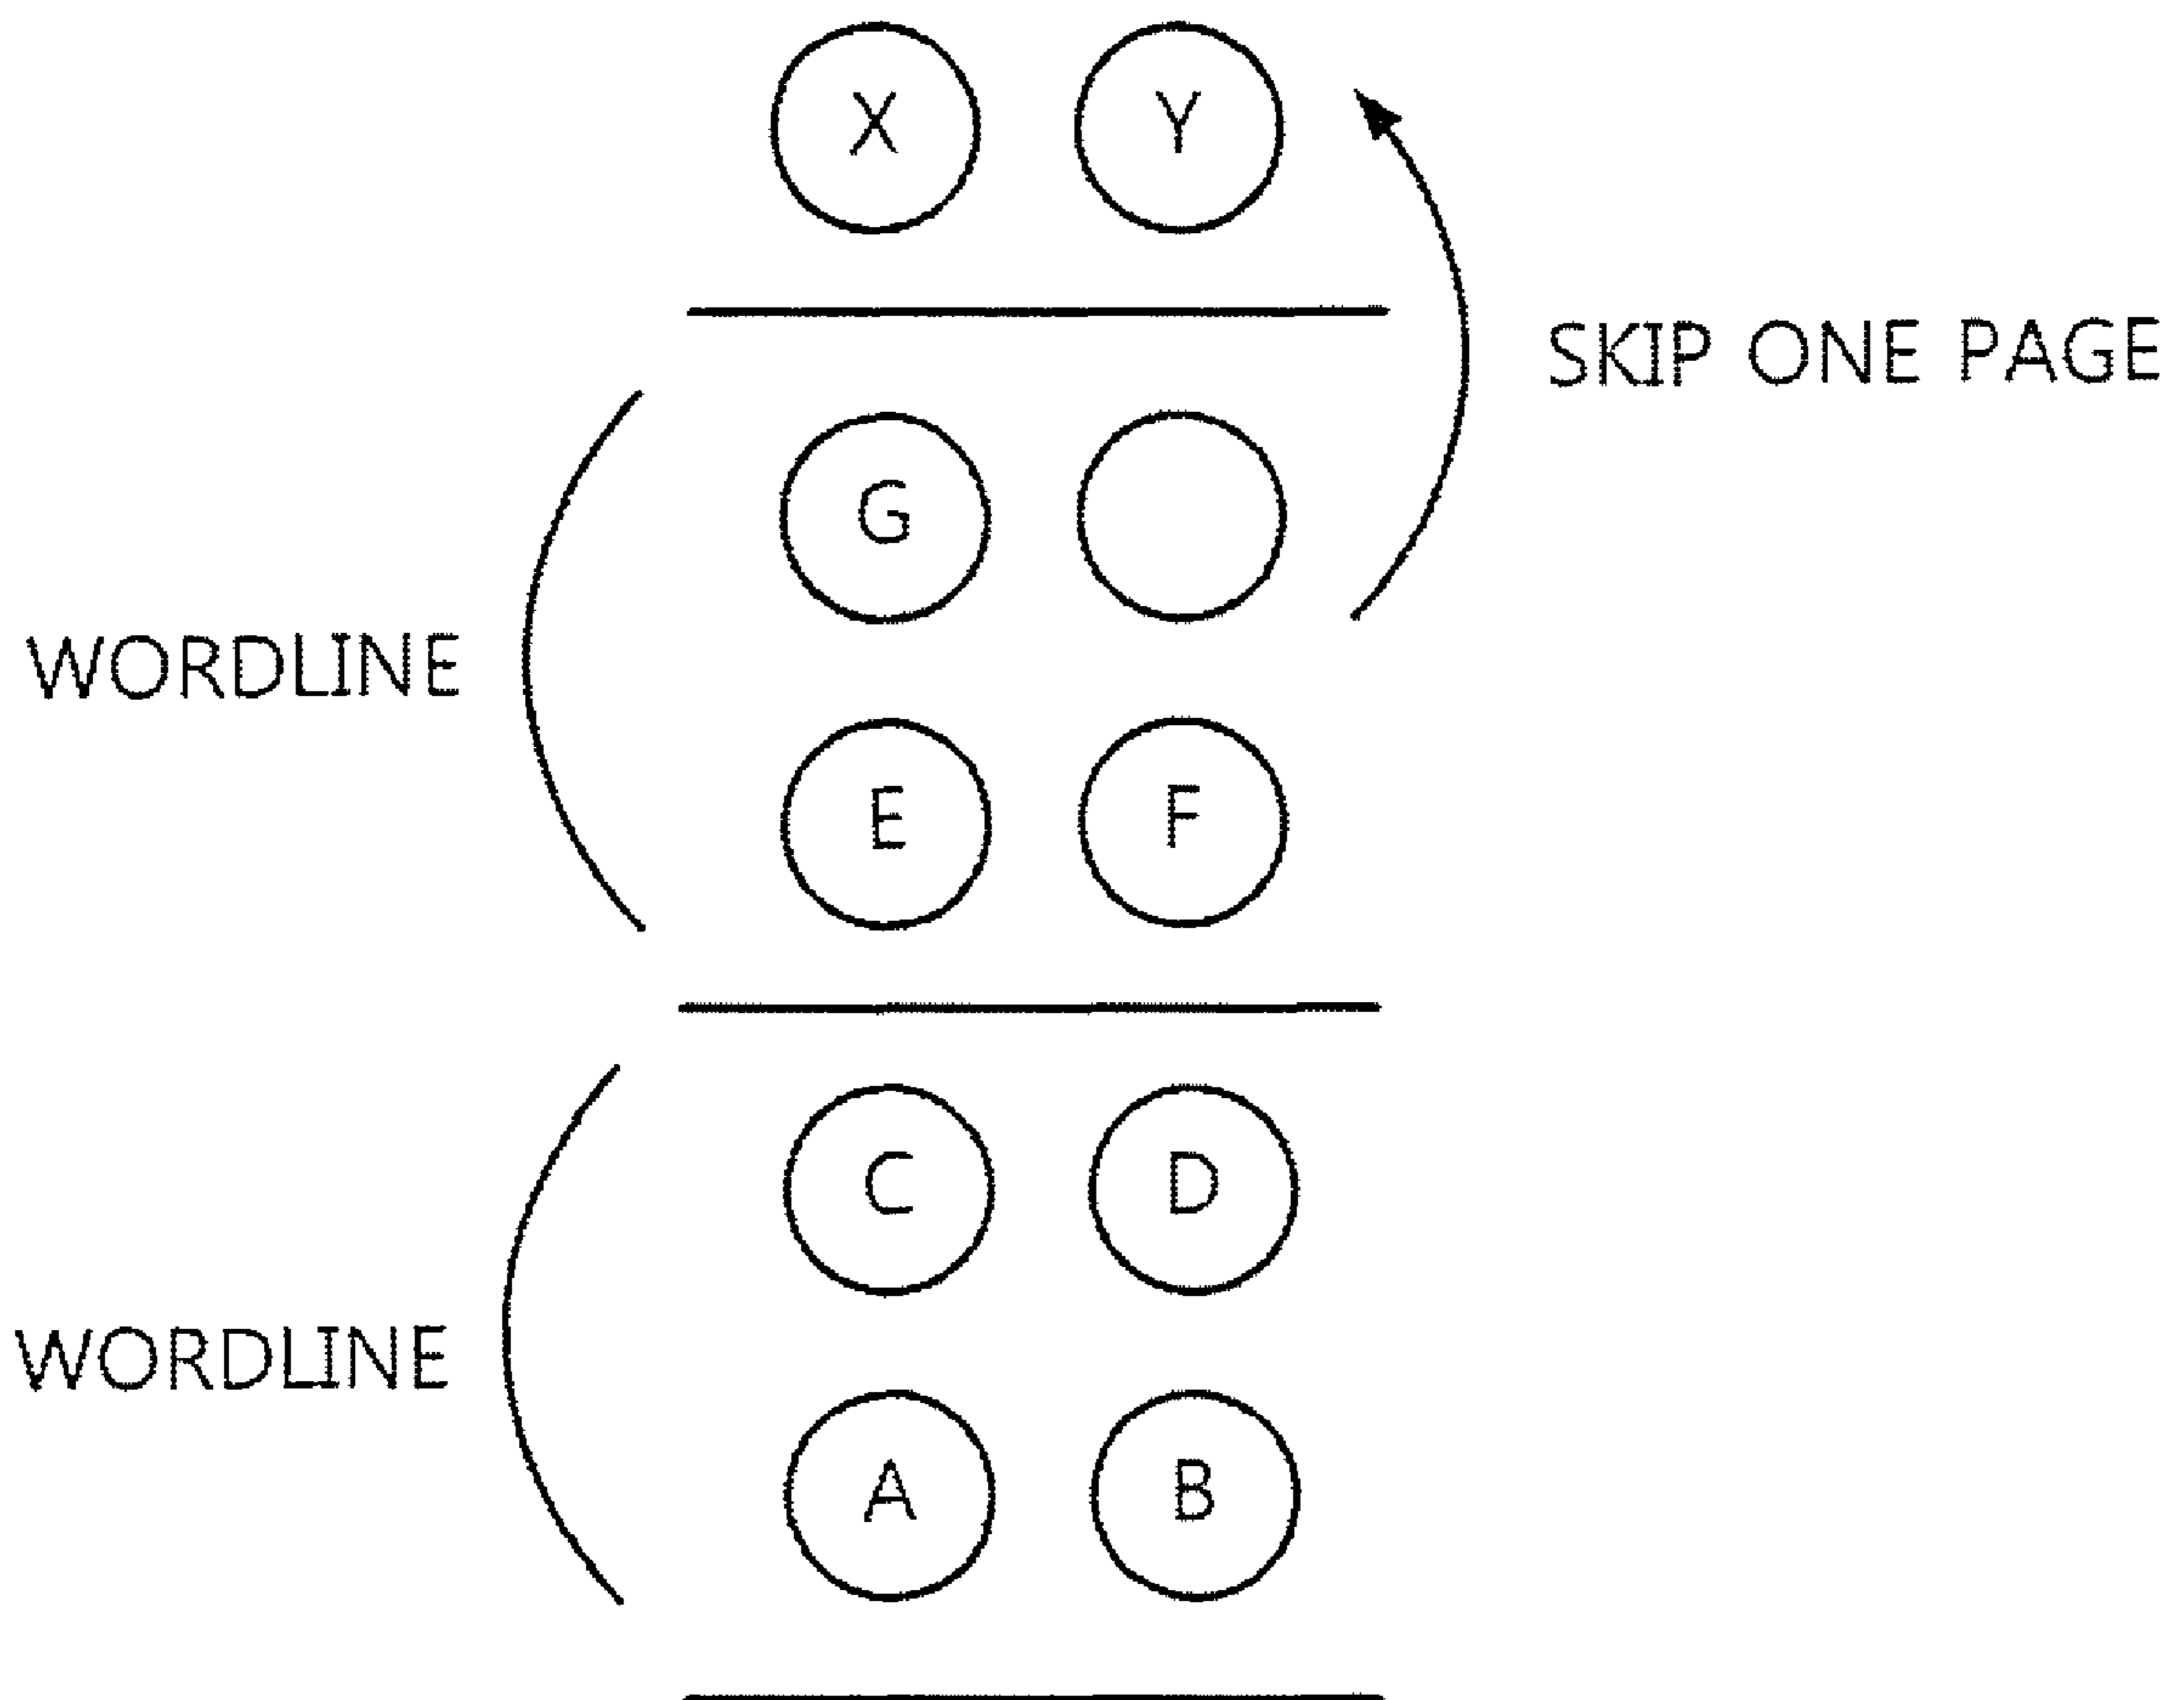 X Y
SKIP ONE PAGE
G
WORDLINE
E F
C D
WORDLINE
A B